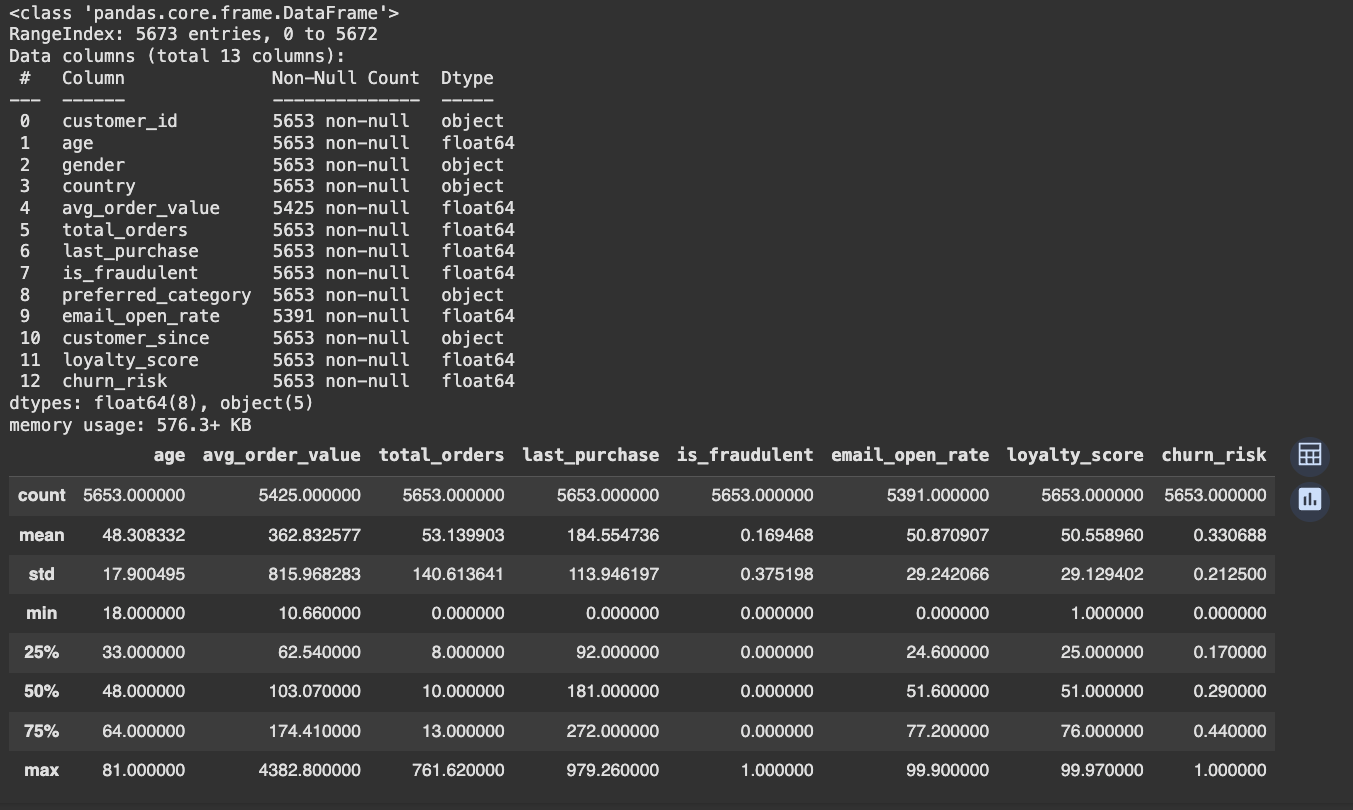 <class 'pandas.core.frame.DataFrame'>
RangeIndex: 5673 entries, 0 to 5672
Data columns (total 13 columns):
 #   Column              Non-Null Count  Dtype
---  ------              --------------  -----
 0   customer_id         5653 non-null   object
 1   age                 5653 non-null   float64
 2   gender              5653 non-null   object
 3   country             5653 non-null   object
 4   avg_order_value     5425 non-null   float64
 5   total_orders        5653 non-null   float64
 6   last_purchase       5653 non-null   float64
 7   is_fraudulent       5653 non-null   float64
 8   preferred_category  5653 non-null   object
 9   email_open_rate     5391 non-null   float64
 10  customer_since      5653 non-null   object
 11  loyalty_score       5653 non-null   float64
 12  churn_risk          5653 non-null   float64
dtypes: float64(8), object(5)
memory usage: 576.3+ KB
age avg_order_value total_orders last_purchase is_fraudulent email_open_rate loyalty_score churn_risk
count 5653.000000 5425.000000 5653.000000 5653.000000 5653.000000 5391.000000 5653.000000 5653.000000
mean 48.308332 362.832577 53.139903 184.554736 0.169468 50.870907 50.558960 0.330688
std 17.900495 815.968283 140.613641 113.946197 0.375198 29.242066 29.129402 0.212500
min 18.000000 10.660000 0.000000 0.000000 0.000000 0.000000 1.000000 0.000000
25% 33.000000 62.540000 8.000000 92.000000 0.000000 24.600000 25.000000 0.170000
50% 48.000000 103.070000 10.000000 181.000000 0.000000 51.600000 51.000000 0.290000
75% 64.000000 174.410000 13.000000 272.000000 0.000000 77.200000 76.000000 0.440000
max 81.000000 4382.800000 761.620000 979.260000 1.000000 99.900000 99.970000 1.000000